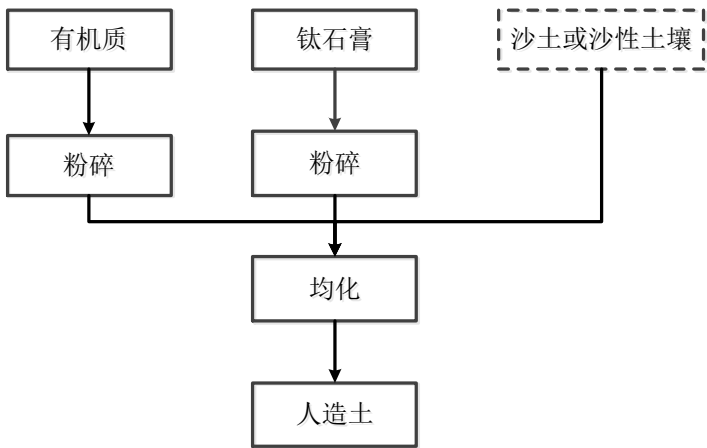 有机质
钛石膏
沙土或沙性土壤
粉碎
粉碎
均化
人造土